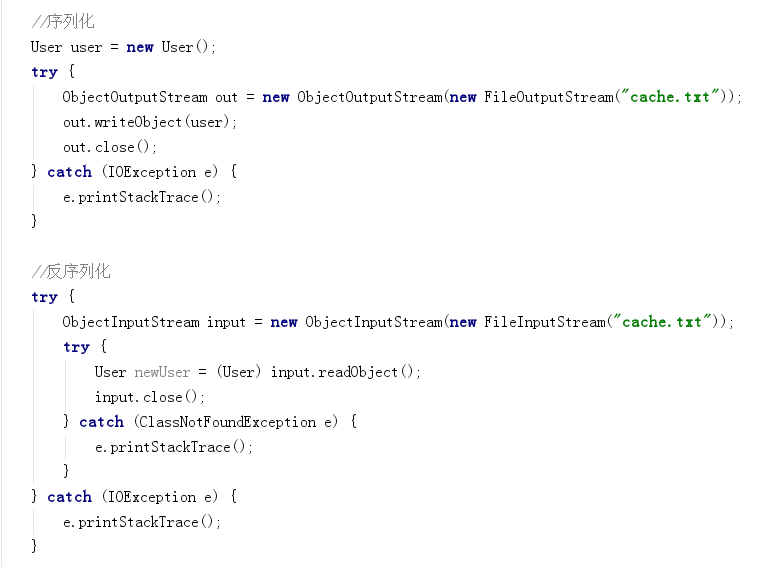 //序列化
User user = new User();
try {
ObjectOutputStream out = new ObjectOutputStream(new FileOutputStream("cache.txt"));
out.writeObject(user);
out.close();
} catch (IOException e) {
e.printStackTrace();
}
//反序列化
try {
ObjectInputStream input = new ObjectInputStream(new FileInputStream("cache.txt"));
try {
User newUser = (User) input.readObject();
input.close();
} catch (ClassNotFoundException e) {
e.printStackTrace();
}
} catch (IOException e) {
e.printStackTrace();
}